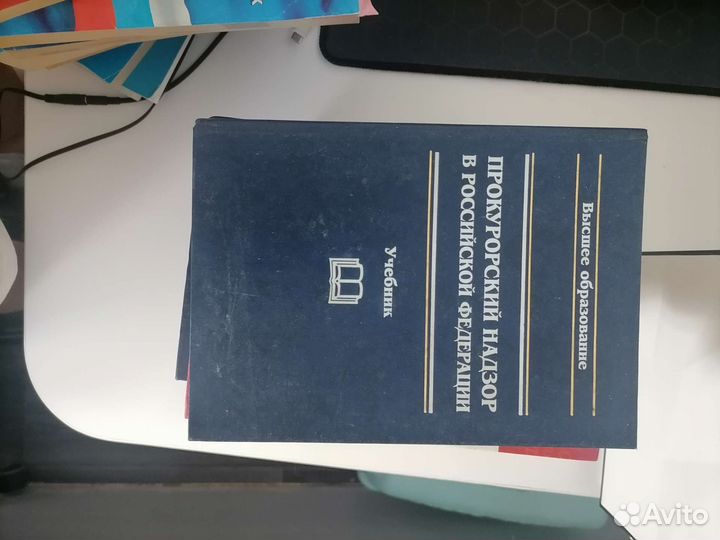 Высшее образование
ПРОКУРОРСКИЙ НАДЗОР
В РОССИЙСКОЙ ФЕДЕРАЦИИ
Учебник
Avito